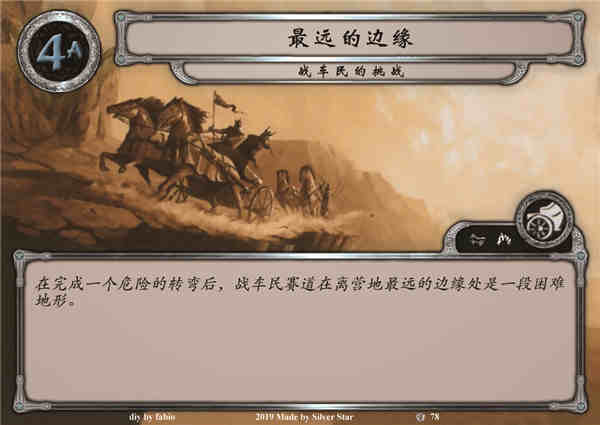 4A
最远的边缘
战车民的挑战
在完成一个危险的转弯后，战车民赛道在离营地最远的边缘处是一段困难
地形。
diy by fabio
2019 Made by Silver Star
78